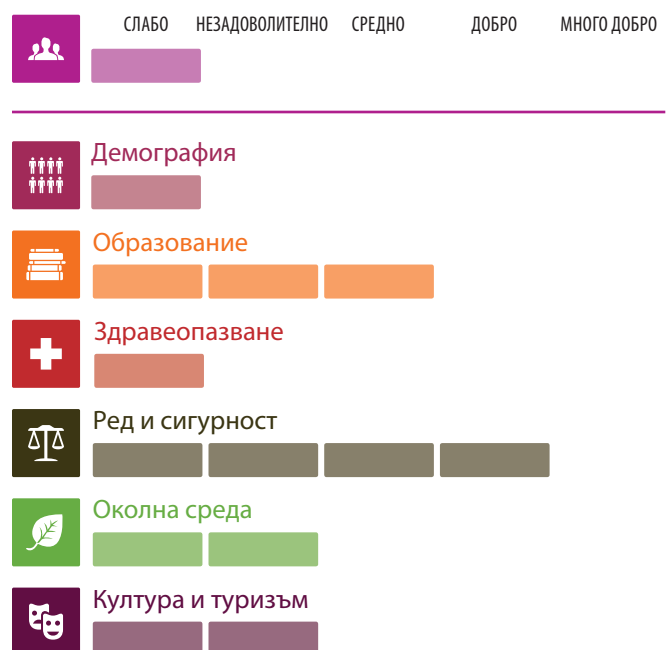 СЛАБО НЕЗАДОВОЛИТЕЛНО СРЕДНО ДОБРО МНОГО ДОБРО
Демография
Образование
Здравеопазване
Ред и сигурност
Околна среда
Култура и туризъм